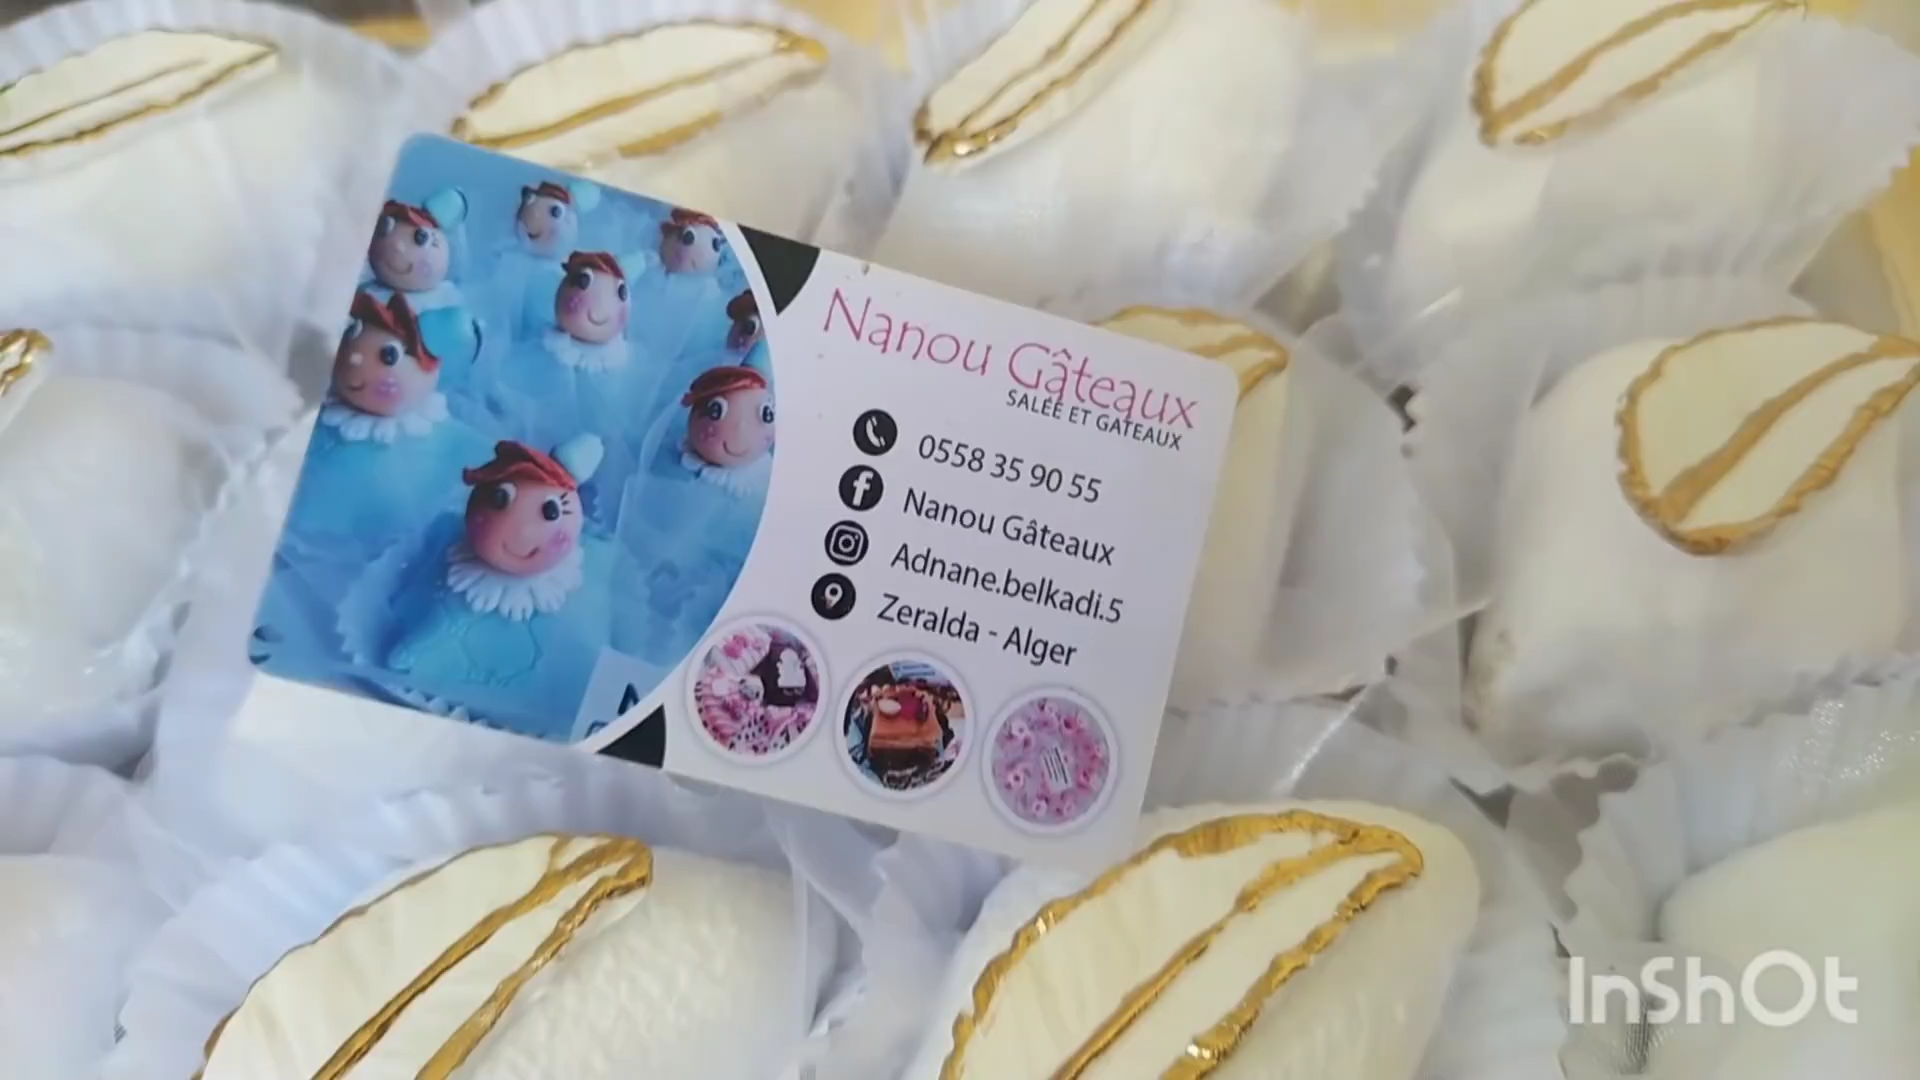 Nanou Gâteaux
SALÉE ET GATEAUX
0558 35 90 55
Nanou Gâteaux
Adnane.belkadi.5
Zeralda - Alger
InShOt